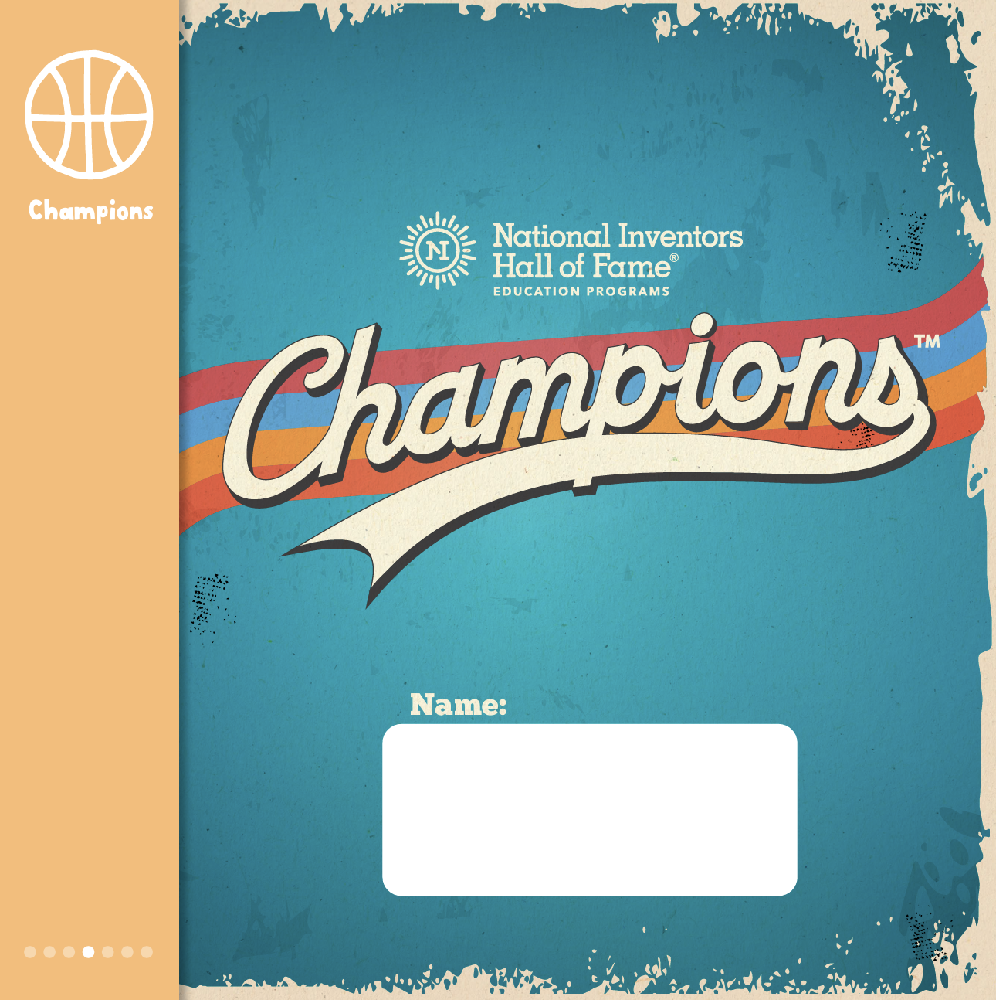 Champions
National Inventors
Hall of Fame®
EDUCATION PROGRAMS
Champions™
Name: